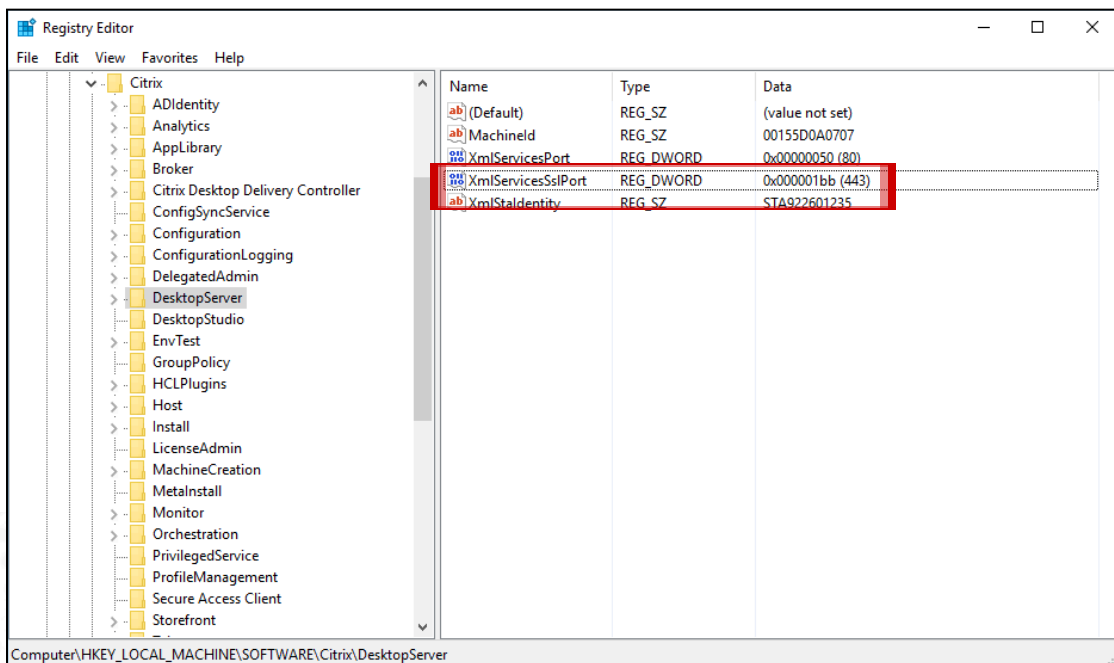 Registry Editor
File Edit View Favorites Help
Citrix
ADIdentity
Analytics
AppLibrary
Broker
Citrix Desktop Delivery Controller
ConfigSyncService
Configuration
ConfigurationLogging
DelegatedAdmin
DesktopServer
DesktopStudio
EnvTest
GroupPolicy
HCLPlugins
Host
Install
LicenseAdmin
MachineCreation
MetaInstall
Monitor
Orchestration
PrivilegedService
ProfileManagement
Secure Access Client
Storefront
Name Type Data
(Default) REG_SZ (value not set)
MachineId REG_SZ 00155D0A0707
XmlServicesPort REG_DWORD 0x00000050 (80)
XmlServicesSslPort REG_DWORD 0x000001bb (443)
XmlStaIdentity REG_SZ STA922601235
Computer\HKEY_LOCAL_MACHINE\SOFTWARE\Citrix\DesktopServer